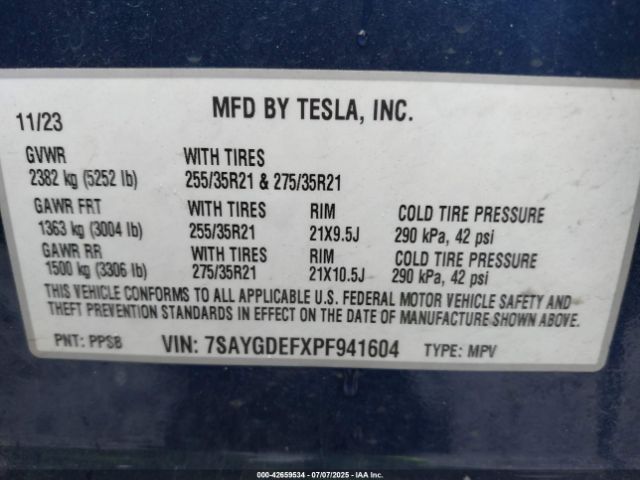 MFD BY TESLA, INC.
11/23
GVWR WITH TIRES
2382 kg (5252 lb) 255/35R21 & 275/35R21
GAWR FRT WITH TIRES RIM COLD TIRE PRESSURE
1363 kg (3004 lb) 255/35R21 21X9.5J 290 kPa, 42 psi
GAWR RR WITH TIRES RIM COLD TIRE PRESSURE
1500 kg (3306 lb) 275/35R21 21X10.5J 290 kPa, 42 psi
THIS VEHICLE CONFORMS TO ALL APPLICABLE U.S. FEDERAL MOTOR VEHICLE SAFETY AND
THEFT PREVENTION STANDARDS IN EFFECT ON THE DATE OF MANUFACTURE SHOWN ABOVE.
PNT: PPSB VIN: 7SAYGDEFXPF941604 TYPE: MPV
000-42659534 - 07/07/2025 - IAA Inc.